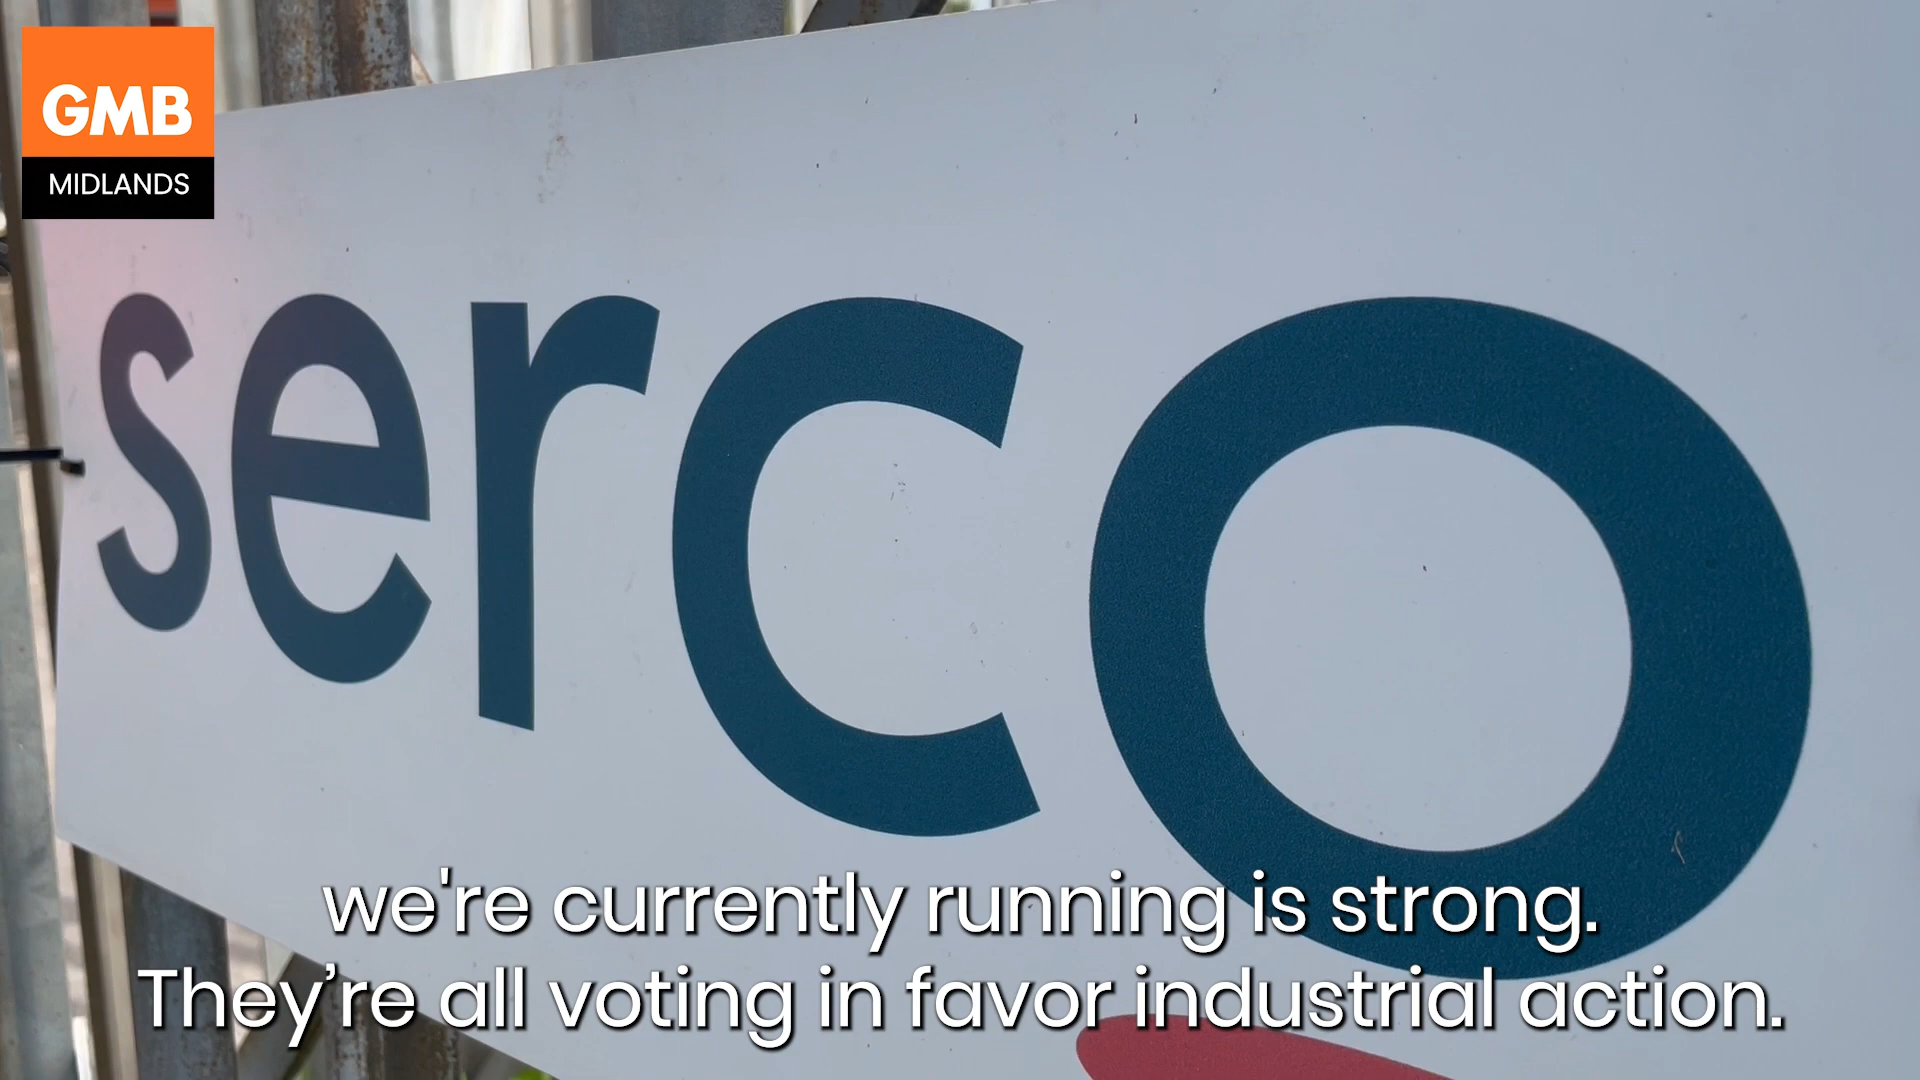 GMB
MIDLANDS
serco
we're currently running is strong.
They’re all voting in favor industrial action.